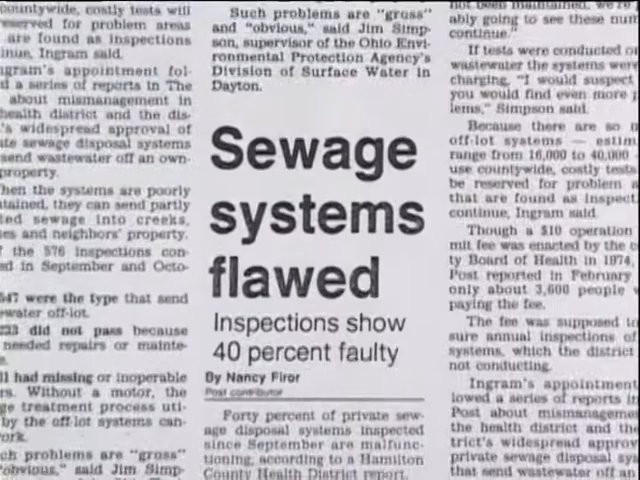 countywide, costly tests will
reserved for problem areas
are found as inspections
inue, Ingram said.
ngram's appointment fol-
d a series of reports in The
about mismanagement in
health district and the dis-
's widespread approval of
te sewage disposal systems
send wastewater off an own-
property.
hen the systems are poorly
tained, they can send partly
ted sewage into creeks,
es and neighbors' property.
f the 576 inspections con-
ed in September and Octo-
547 were the type that send
ewater off-lot.
233 did not pass because
needed repairs or mainte-
e.
ll had missing or inoperable
rs. Without a motor, the
ge treatment process uti-
by the off-lot systems can-
ork.
ch problems are "gross"
"obvious," said Jim Simp-
Such problems are "gross"
and "obvious," said Jim Simp-
son, supervisor of the Ohio Envi-
ronmental Protection Agency's
Division of Surface Water in
Dayton.
Sewage
systems
flawed
Inspections show
40 percent faulty
By Nancy Firor
Post contributor
Forty percent of private sew-
age disposal systems inspected
since September are malfunc-
tioning, according to a Hamilton
County Health District report.
not been maintained, we're
ably going to see these num
continue."
If tests were conducted o
wastewater the systems were
charging, "I would suspect
you would find even more p
lems," Simpson said.
Because there are so
off-lot systems — estim
range from 16,000 to 40,000
use countywide, costly tests
be reserved for problem
that are found as inspect
continue, Ingram said.
Though a $10 operation
mit fee was enacted by the
ty Board of Health in 1974,
Post reported in February
only about 3,600 people
paying the fee.
The fee was supposed t
sure annual inspections of
systems, which the district
not conducting.
Ingram's appointment
lowed a series of reports i
Post about mismanageme
the health district and the
trict's widespread approv
private sewage disposal sys
that send wastewater off an